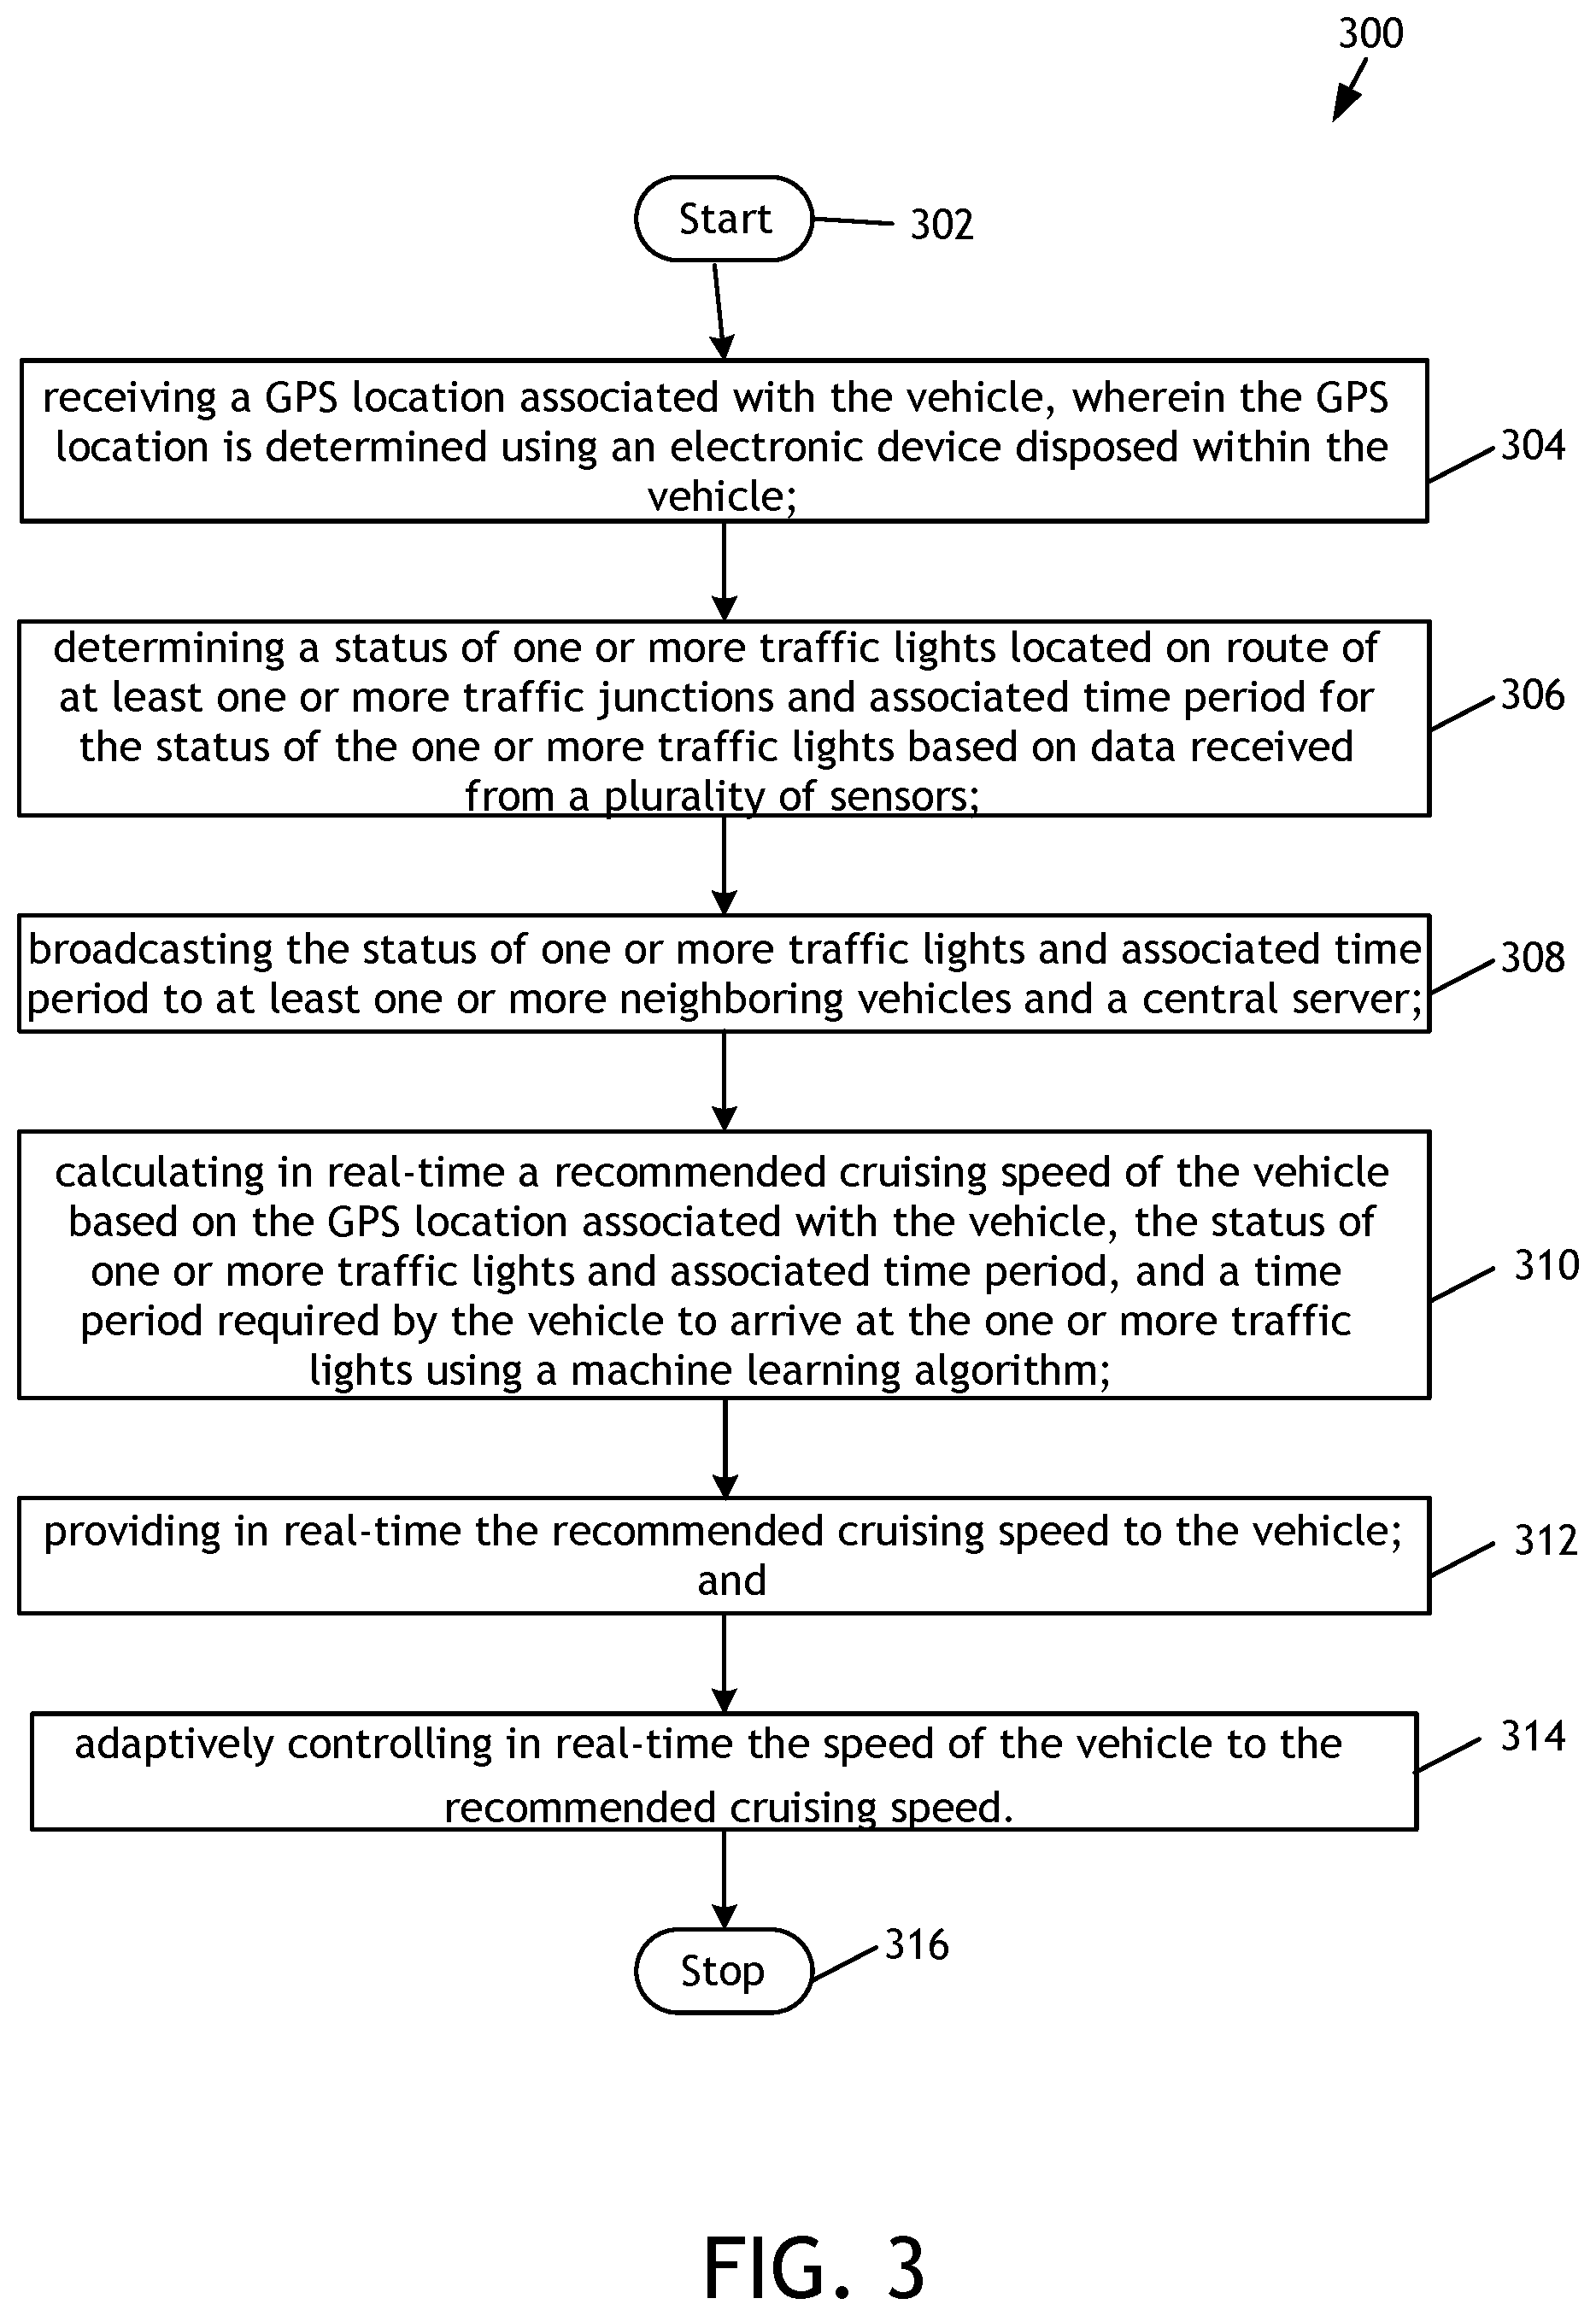 300
Start
302
receiving a GPS location associated with the vehicle, wherein the GPS
location is determined using an electronic device disposed within the
vehicle;
304
determining a status of one or more traffic lights located on route of
at least one or more traffic junctions and associated time period for
the status of the one or more traffic lights based on data received
from a plurality of sensors;
306
broadcasting the status of one or more traffic lights and associated time
period to at least one or more neighboring vehicles and a central server;
308
calculating in real-time a recommended cruising speed of the vehicle
based on the GPS location associated with the vehicle, the status of
one or more traffic lights and associated time period, and a time
period required by the vehicle to arrive at the one or more traffic
lights using a machine learning algorithm;
310
providing in real-time the recommended cruising speed to the vehicle;
and
312
adaptively controlling in real-time the speed of the vehicle to the
recommended cruising speed.
314
Stop
316
FIG. 3